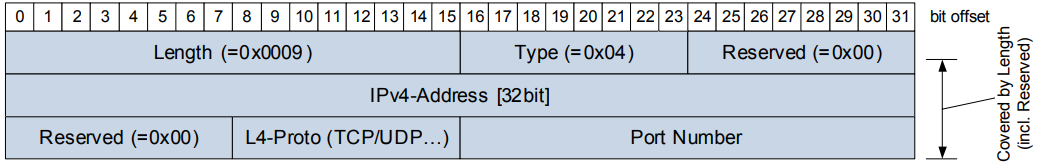 0 1 2 3 4 5 6 7 8 9 10 11 12 13 14 15 16 17 18 19 20 21 22 23 24 25 26 27 28 29 30 31 bit offset
Length (=0x0009) Type (=0x04) Reserved (=0x00)
IPv4-Address [32bit]
Reserved (=0x00) L4-Proto (TCP/UDP…) Port Number
Covered by Length
(incl. Reserved)